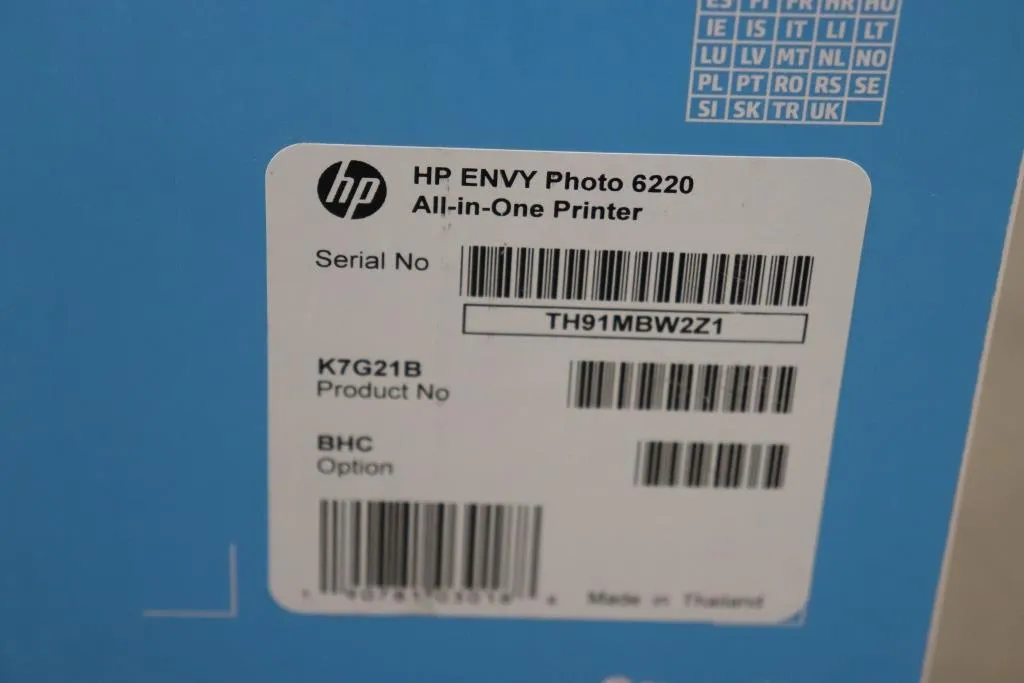 ES FI FR HR HU
IE IS IT LI LT
LU LV MT NL NO
PL PT RO RS SE
SI SK TR UK
hp
HP ENVY Photo 6220
All-in-One Printer
Serial No
TH91MBW2Z1
K7G21B
Product No
BHC
Option
Made in Thailand